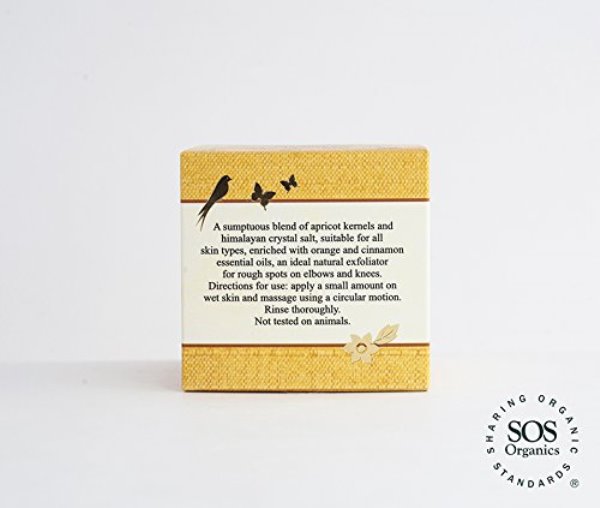 A sumptuous blend of apricot kernels and
himalayan crystal salt, suitable for all
skin types, enriched with orange and cinnamon
essential oils, an ideal natural exfoliator
for rough spots on elbows and knees.
Directions for use: apply a small amount on
wet skin and massage using a circular motion.
Rinse thoroughly.
Not tested on animals.
SHARING ORGANIC
SOS
Organics
STANDARDS
®